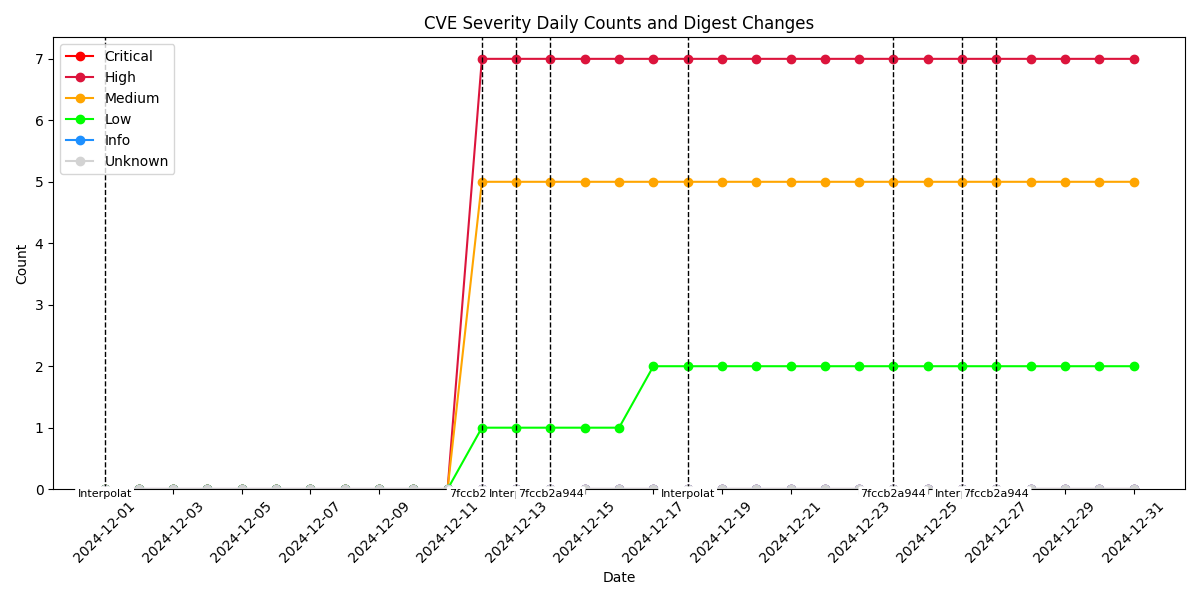 CVE Severity Daily Counts and Digest Changes
Critical
High
Medium
Low
Info
Unknown
7
6
5
4
3
2
1
0
Count
Interpolat
7fccb2
Inter
7fccb2a944
Interpolat
7fccb2a944
Inter
7fccb2a944
2024-12-01
2024-12-03
2024-12-05
2024-12-07
2024-12-09
2024-12-11
2024-12-13
2024-12-15
2024-12-17
2024-12-19
2024-12-21
2024-12-23
2024-12-25
2024-12-27
2024-12-29
2024-12-31
Date